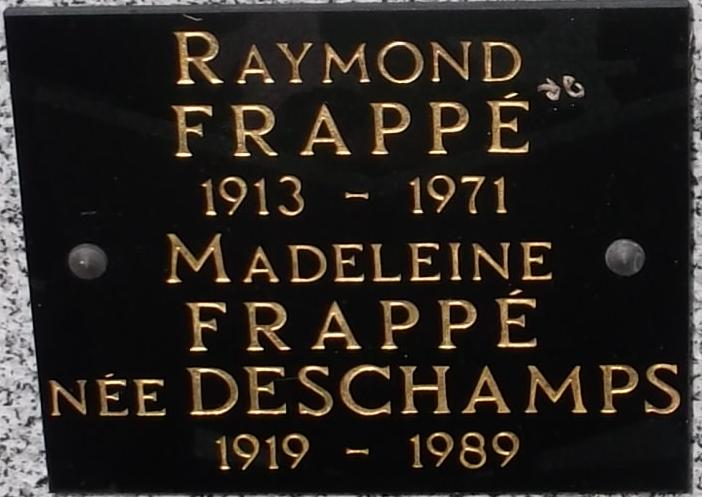 RAYMOND
FRAPPÉ
1913 - 1971
MADELEINE
FRAPPÉ
NÉE DESCHAMPS
1919 - 1989